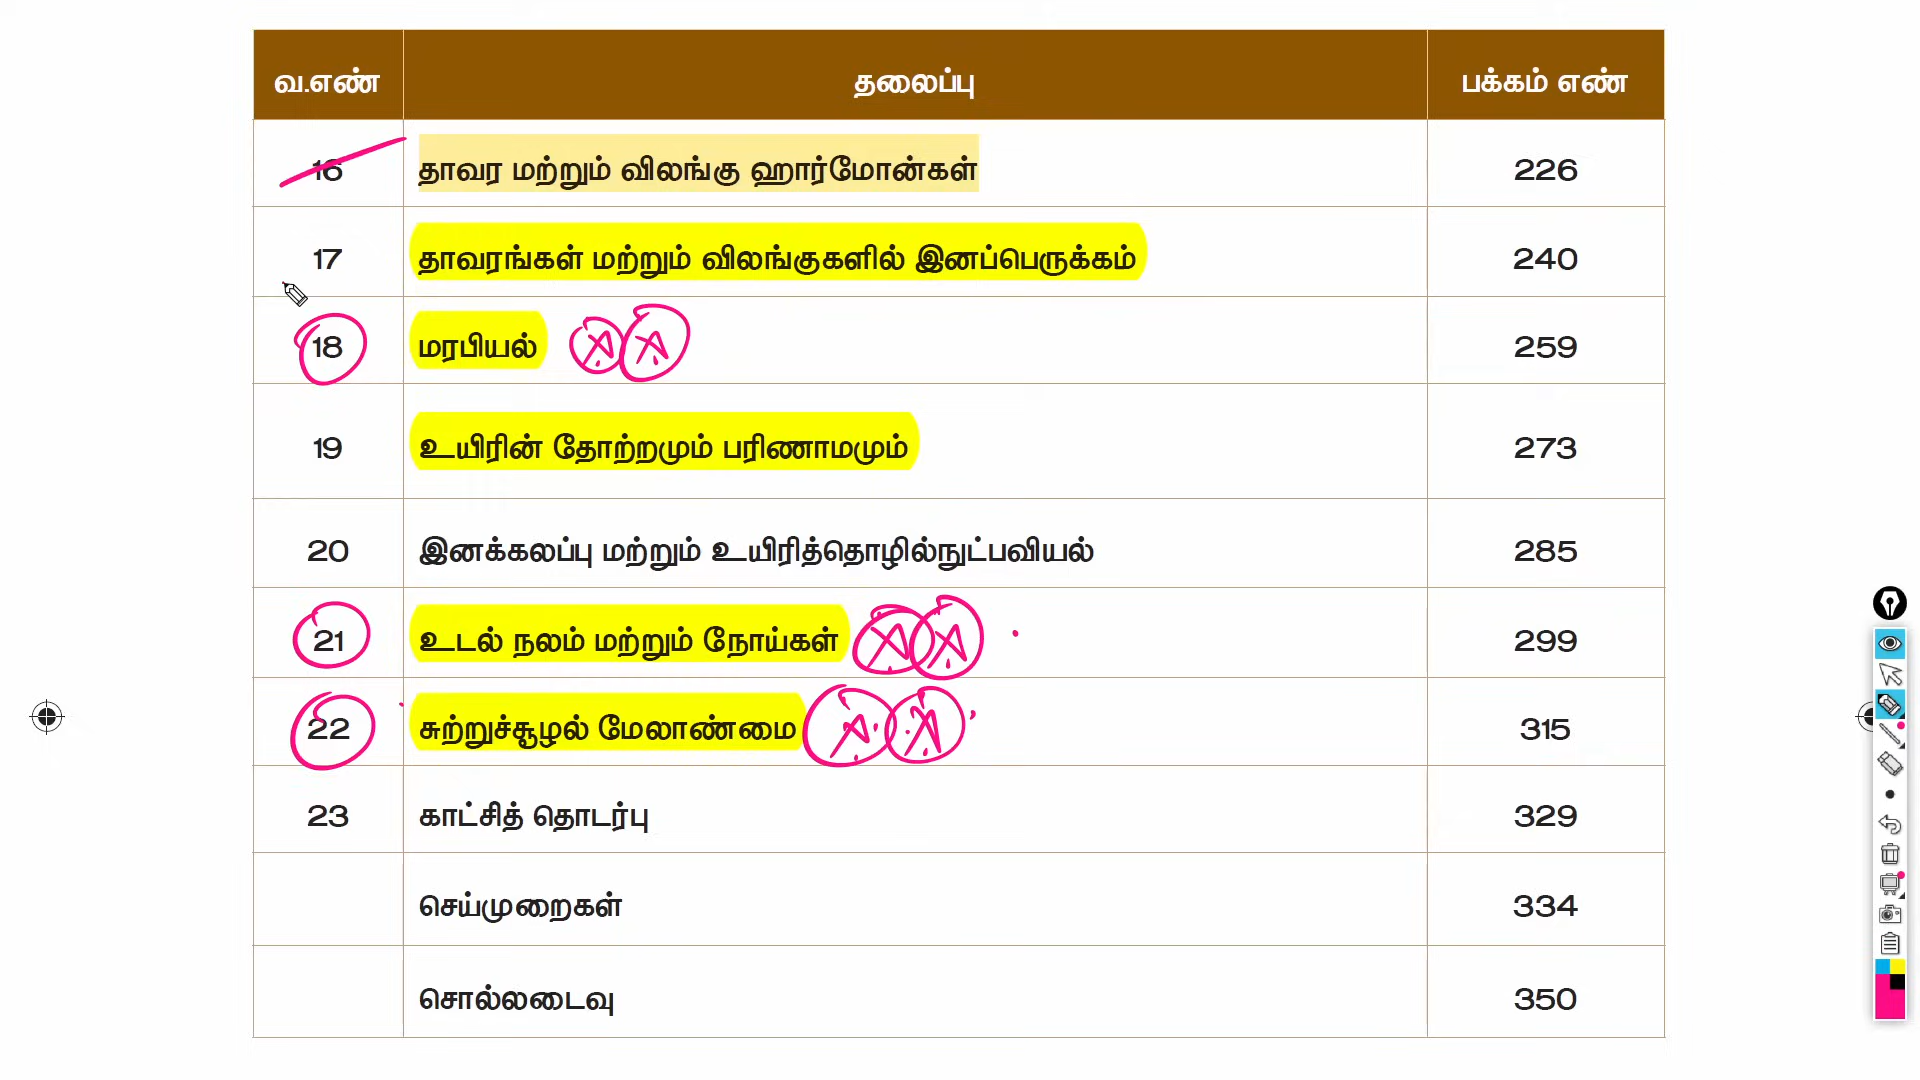 வ.எண் தலைப்பு பக்கம் எண்
16 தாவர மற்றும் விலங்கு ஹார்மோன்கள் 226
17 தாவரங்கள் மற்றும் விலங்குகளில் இனப்பெருக்கம் 240
18 மரபியல் 259
19 உயிரின் தோற்றமும் பரிணாமமும் 273
20 இனக்கலப்பு மற்றும் உயிரித்தொழில்நுட்பவியல் 285
21 உடல் நலம் மற்றும் நோய்கள் 299
22 சுற்றுச்சூழல் மேலாண்மை 315
23 காட்சித் தொடர்பு 329
செய்முறைகள் 334
சொல்லடைவு 350